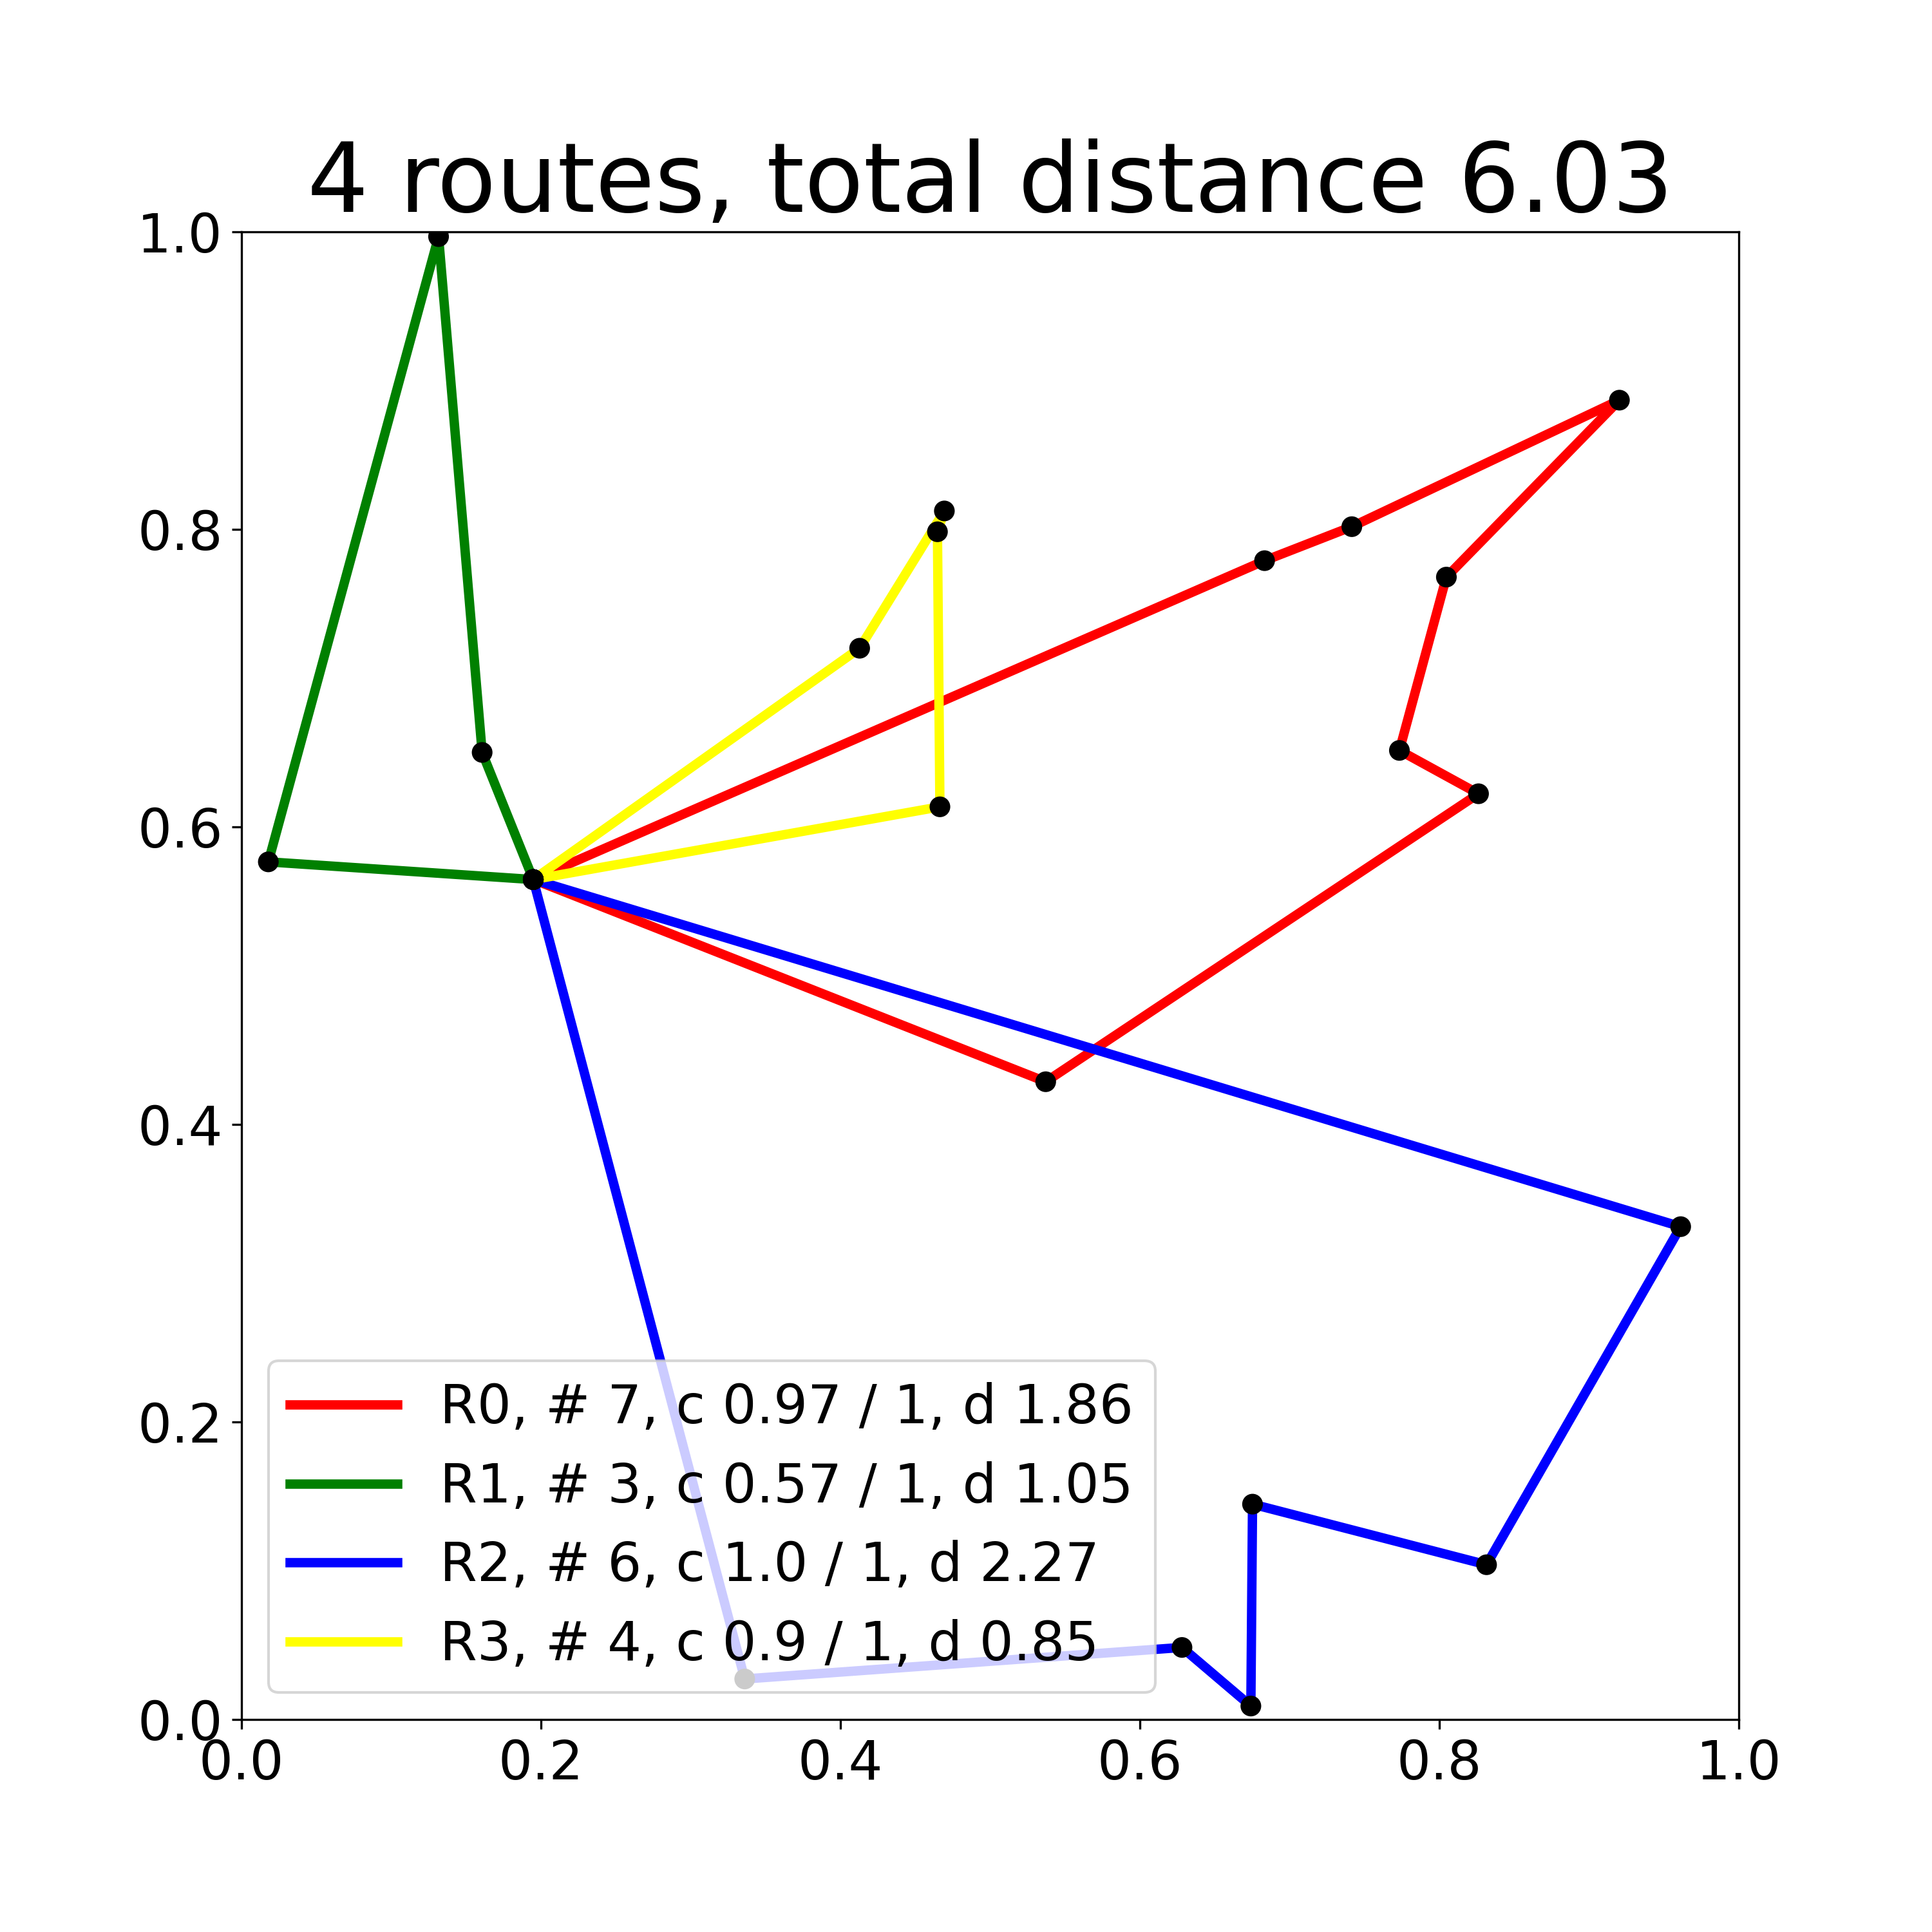 4 routes, total distance 6.03
1.0
0.8
0.6
0.4
0.2
0.0
R0, # 7, c 0.97 / 1, d 1.86
R1, # 3, c 0.57 / 1, d 1.05
R2, # 6, c 1.0 / 1, d 2.27
R3, # 4, c 0.9 / 1, d 0.85
0.0 0.2 0.4 0.6 0.8 1.0